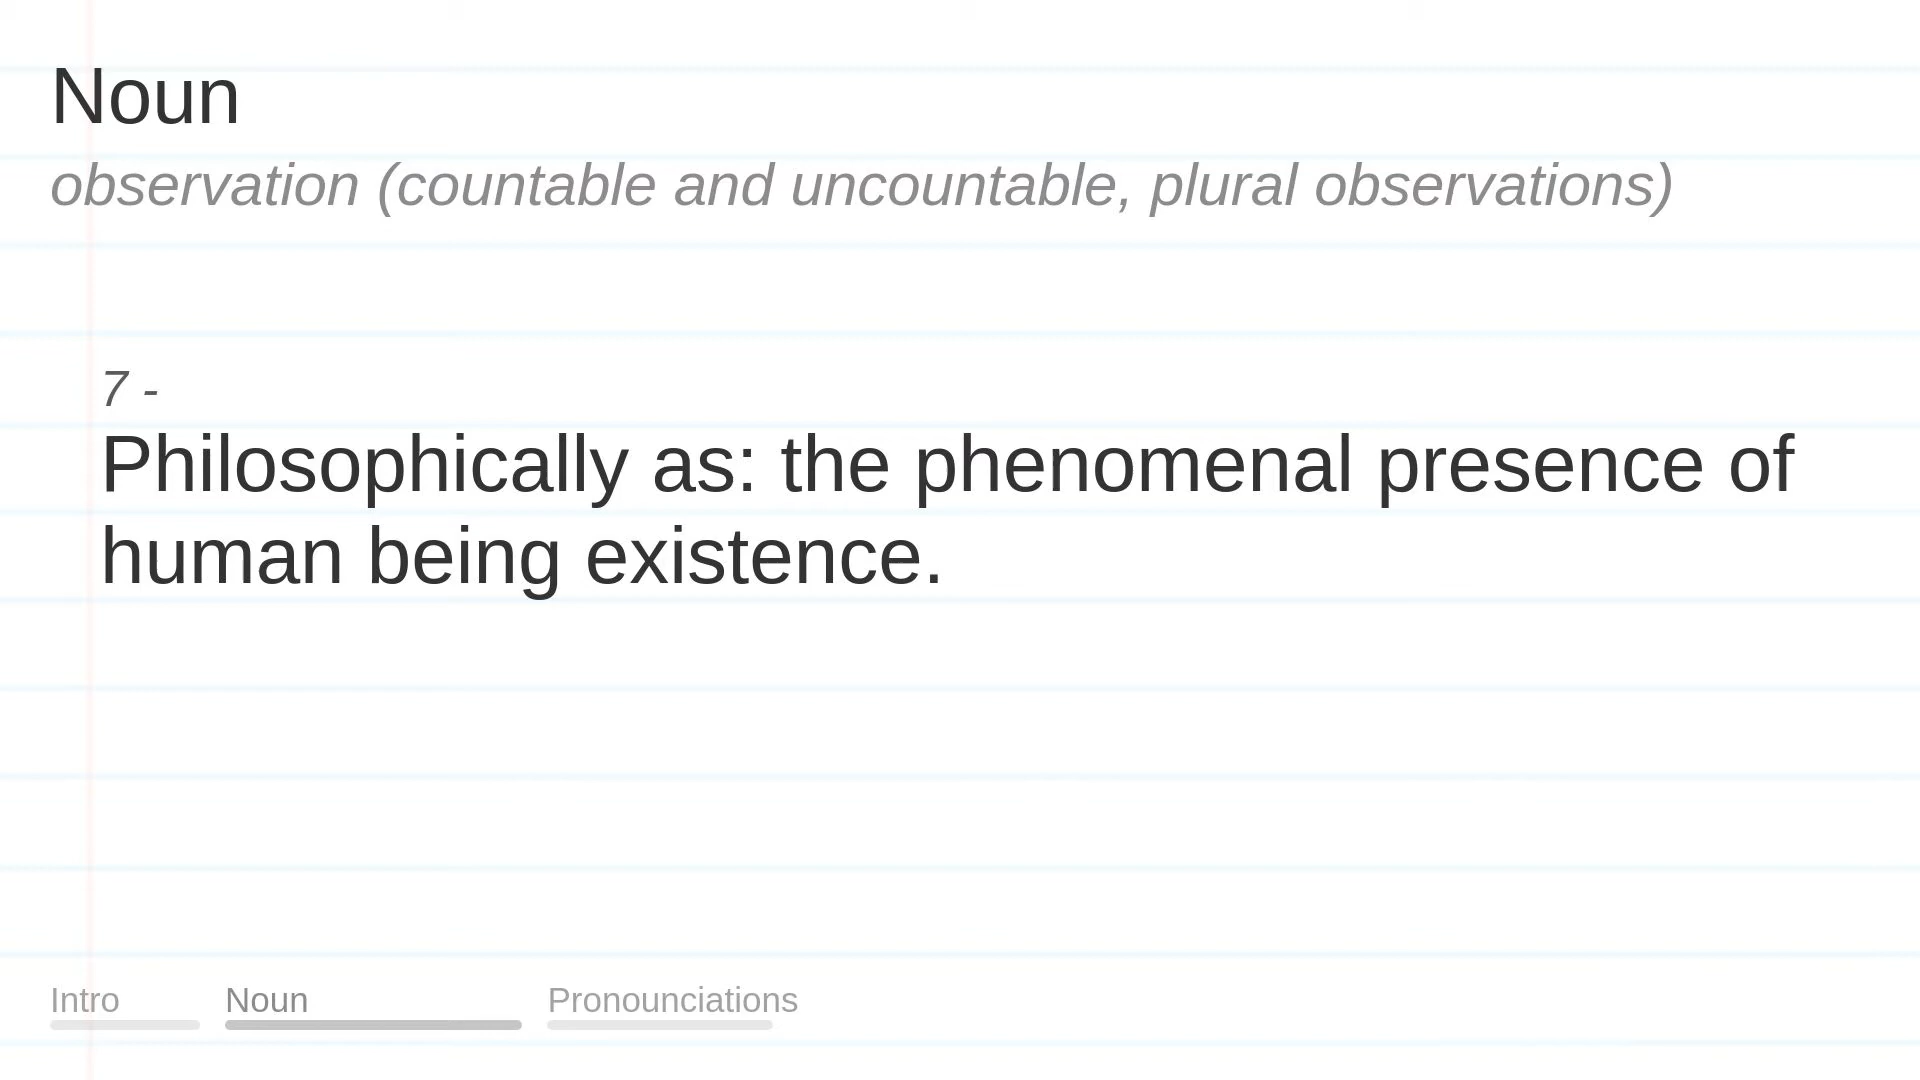 Noun
observation (countable and uncountable, plural observations)
7 -
Philosophically as: the phenomenal presence of
human being existence.
Intro
Noun
Pronounciations